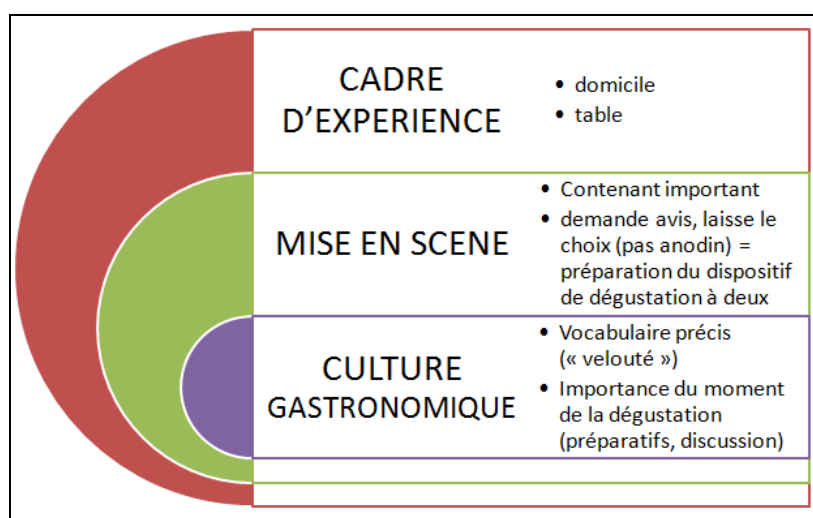 CADRE
D’EXPERIENCE
• domicile
• table
MISE EN SCENE
• Contenant important
• demande avis, laisse le
choix (pas anodin) =
préparation du dispositif
de dégustation à deux
CULTURE
GASTRONOMIQUE
• Vocabulaire précis
(« velouté »)
• Importance du moment
de la dégustation
(préparatifs, discussion)